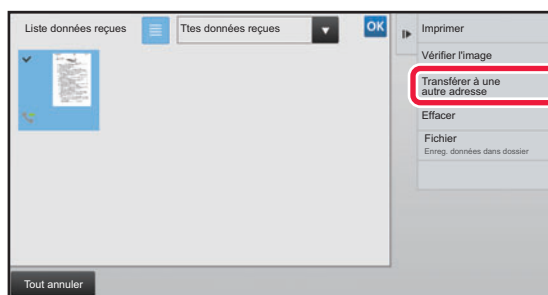 Liste données reçues
Ttes données reçues
OK
Imprimer
Vérifier l'image
Transférer à une
autre adresse
Effacer
Fichier
Enreg. données dans dossier
Tout annuler